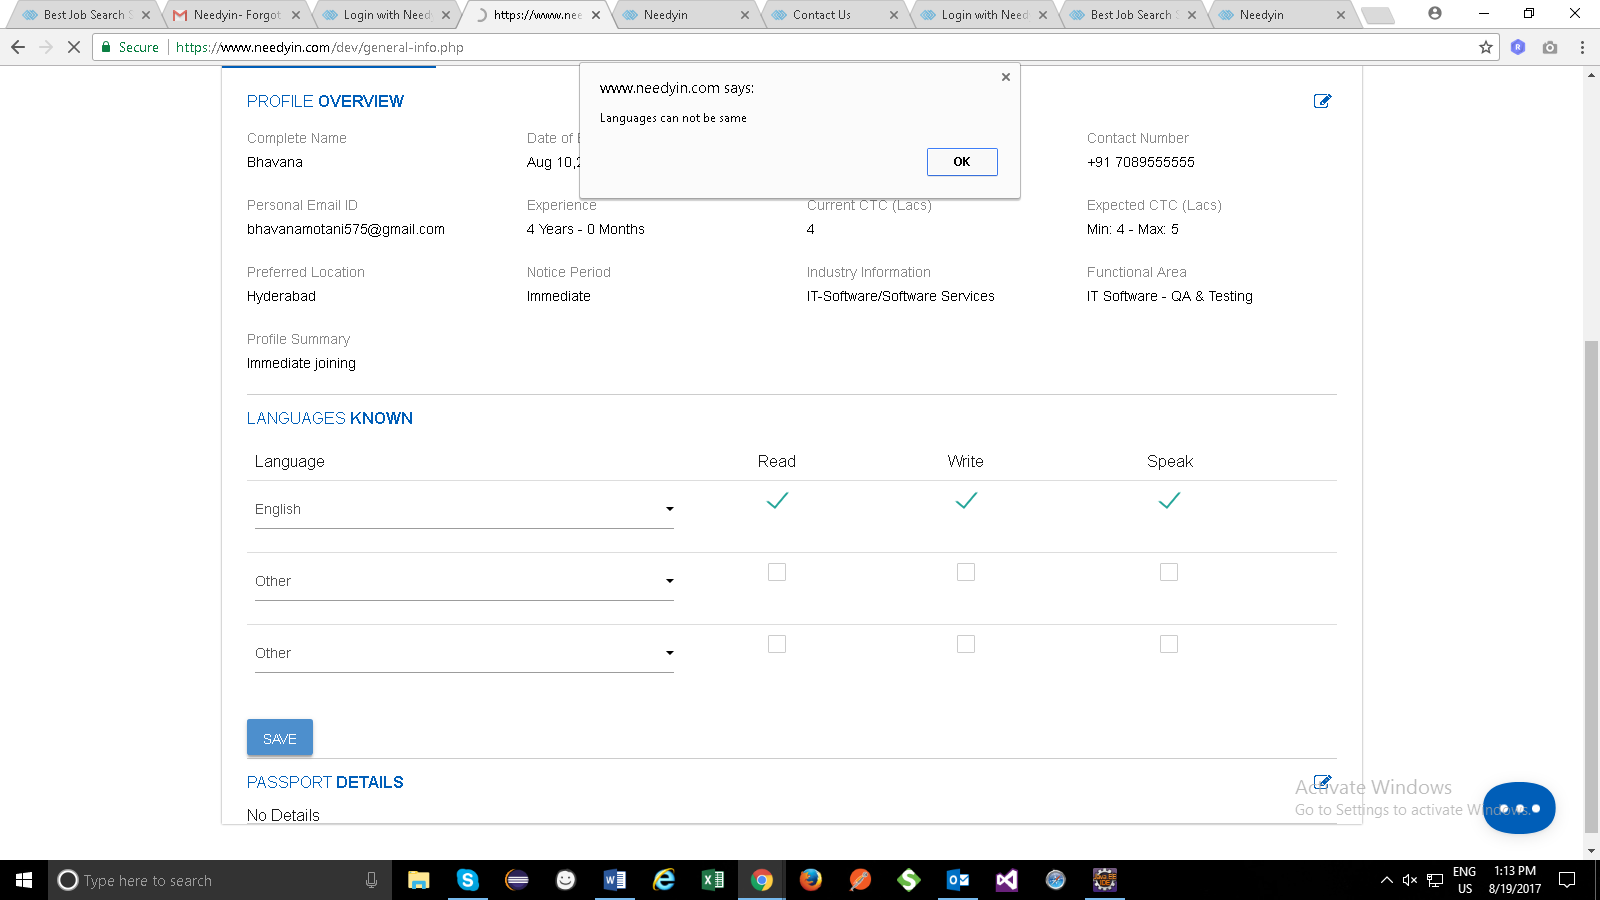 Best Job Search S
Needyin- Forgot
Login with Need
https://www.nee
Needyin
Contact Us
Login with Need
Best Job Search S
Needyin
Secure
https://www.needyin.com/dev/general-info.php
www.needyin.com says:
Languages can not be same
OK
PROFILE OVERVIEW
Complete Name
Date of
Contact Number
Bhavana
Aug 10,
+91 7089555555
Personal Email ID
Experience
Current CTC (Lacs)
Expected CTC (Lacs)
bhavanamotani575@gmail.com
4 Years - 0 Months
4
Min: 4 - Max: 5
Preferred Location
Notice Period
Industry Information
Functional Area
Hyderabad
Immediate
IT-Software/Software Services
IT Software - QA & Testing
Profile Summary
Immediate joining
LANGUAGES KNOWN
Language
Read
Write
Speak
English
Other
Other
SAVE
PASSPORT DETAILS
No Details
Activate Windows
Go to Settings to activate Windows.
Type here to search
ENG
US
1:13 PM
8/19/2017